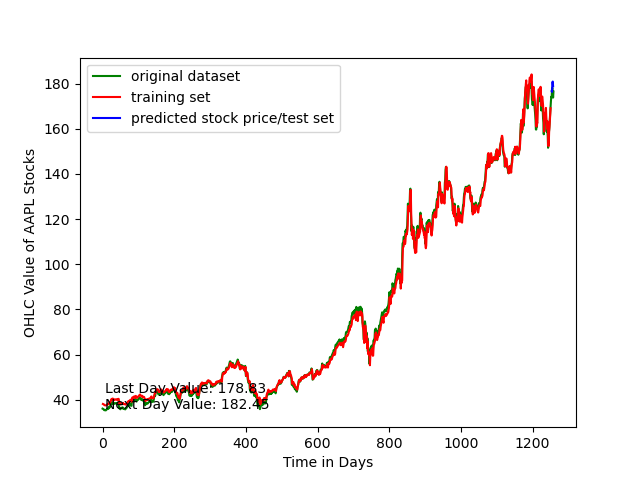 original dataset
training set
predicted stock price/test set
OHLC Value of AAPL Stocks
180
160
140
120
100
80
60
40
Last Day Value: 178.83
Next Day Value: 182.45
0 200 400 600 800 1000 1200
Time in Days